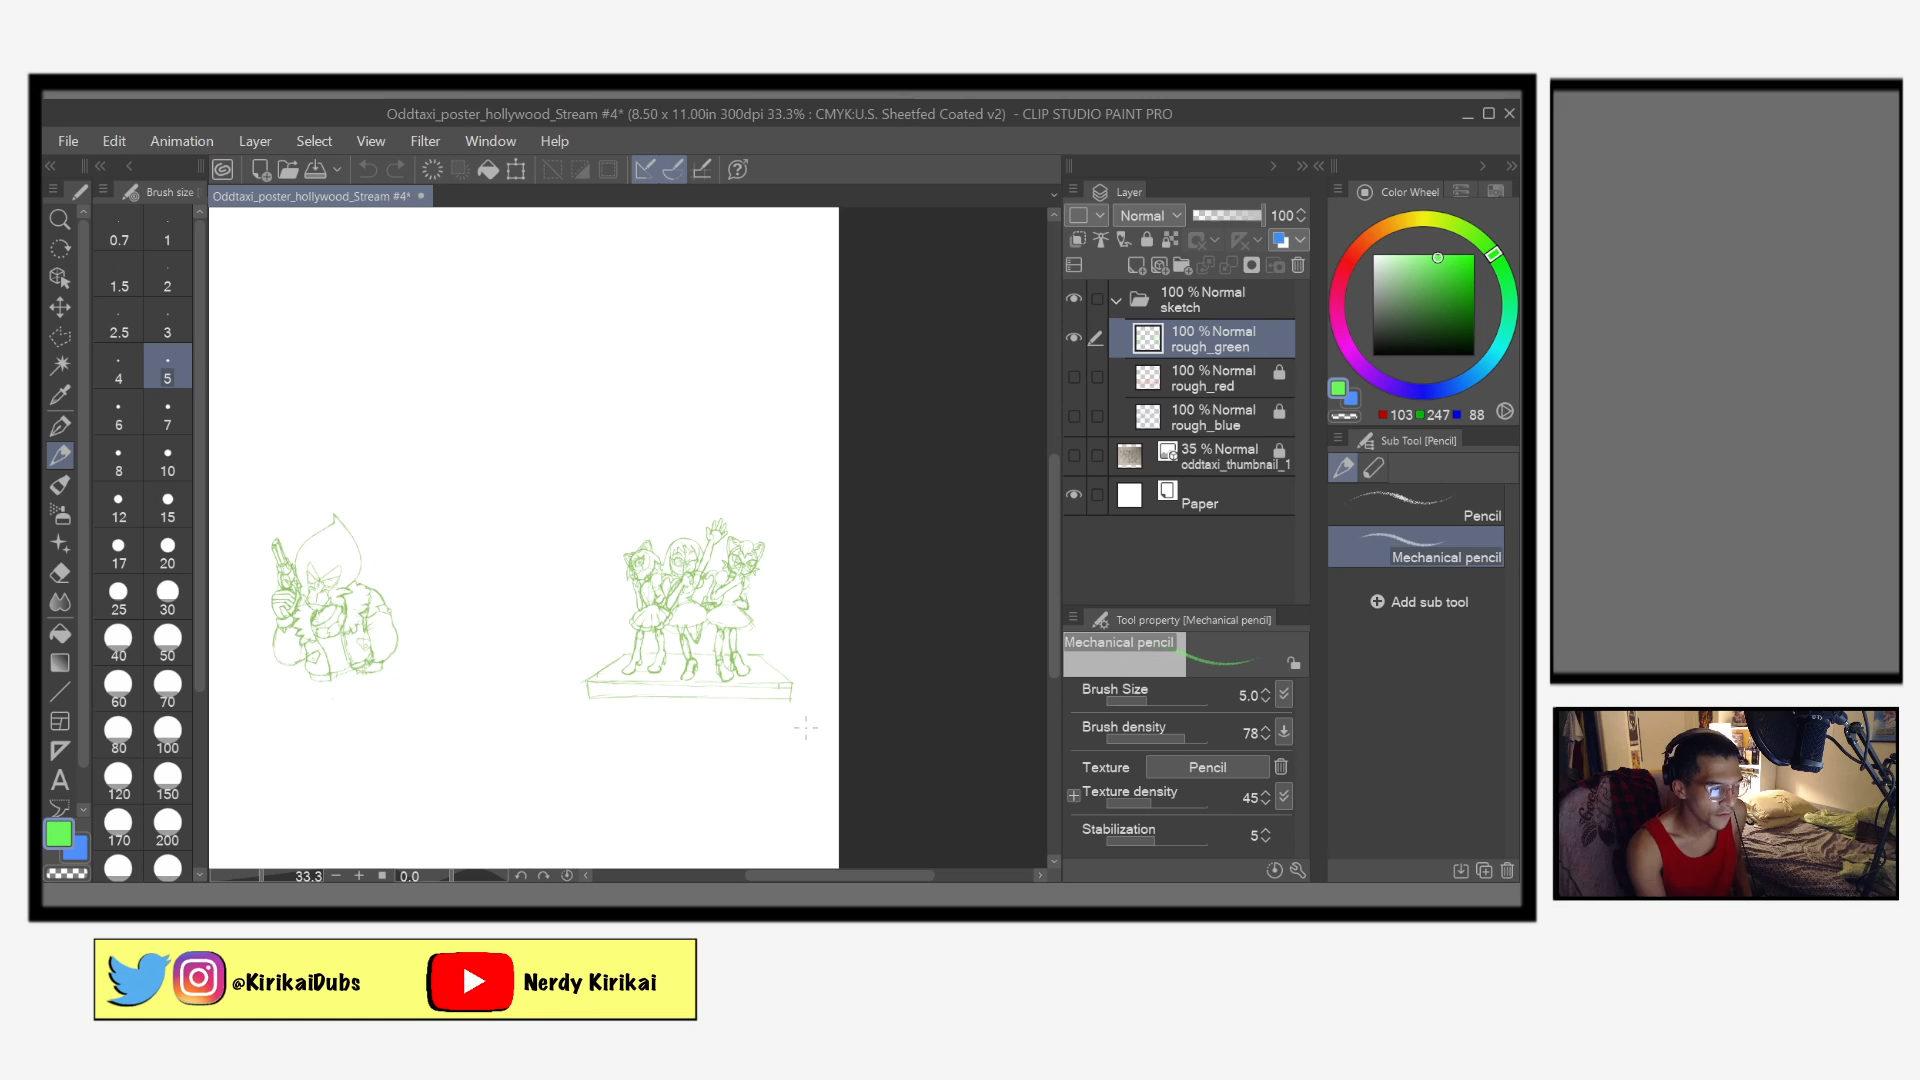 Oddtaxi_poster_hollywood_Stream #4* (8.50 x 11.00in 300dpi 33.3% : CMYK:U.S. Sheetfed Coated v2) - CLIP STUDIO PAINT PRO
File Edit Animation Layer Select View Filter Window Help
Brush size
Oddtaxi_poster_hollywood_Stream #4*
0.7 1
1.5 2
2.5 3
4 5
6 7
8 10
12 15
17 20
25 30
40 50
60 70
80 100
120 150
170 200
33.3 0.0
Layer
Normal 100
100 % Normal
sketch
100 % Normal
rough_green
100 % Normal
rough_red
100 % Normal
rough_blue
35 % Normal
oddtaxi_thumbnail_1
Paper
Tool property [Mechanical pencil]
Mechanical pencil
Brush Size 5.0
Brush density 78
Texture Pencil
Texture density 45
Stabilization 5
Color Wheel
103 247 88
Sub Tool [Pencil]
Pencil
Mechanical pencil
Add sub tool
@KirikaiDubs Nerdy Kirikai